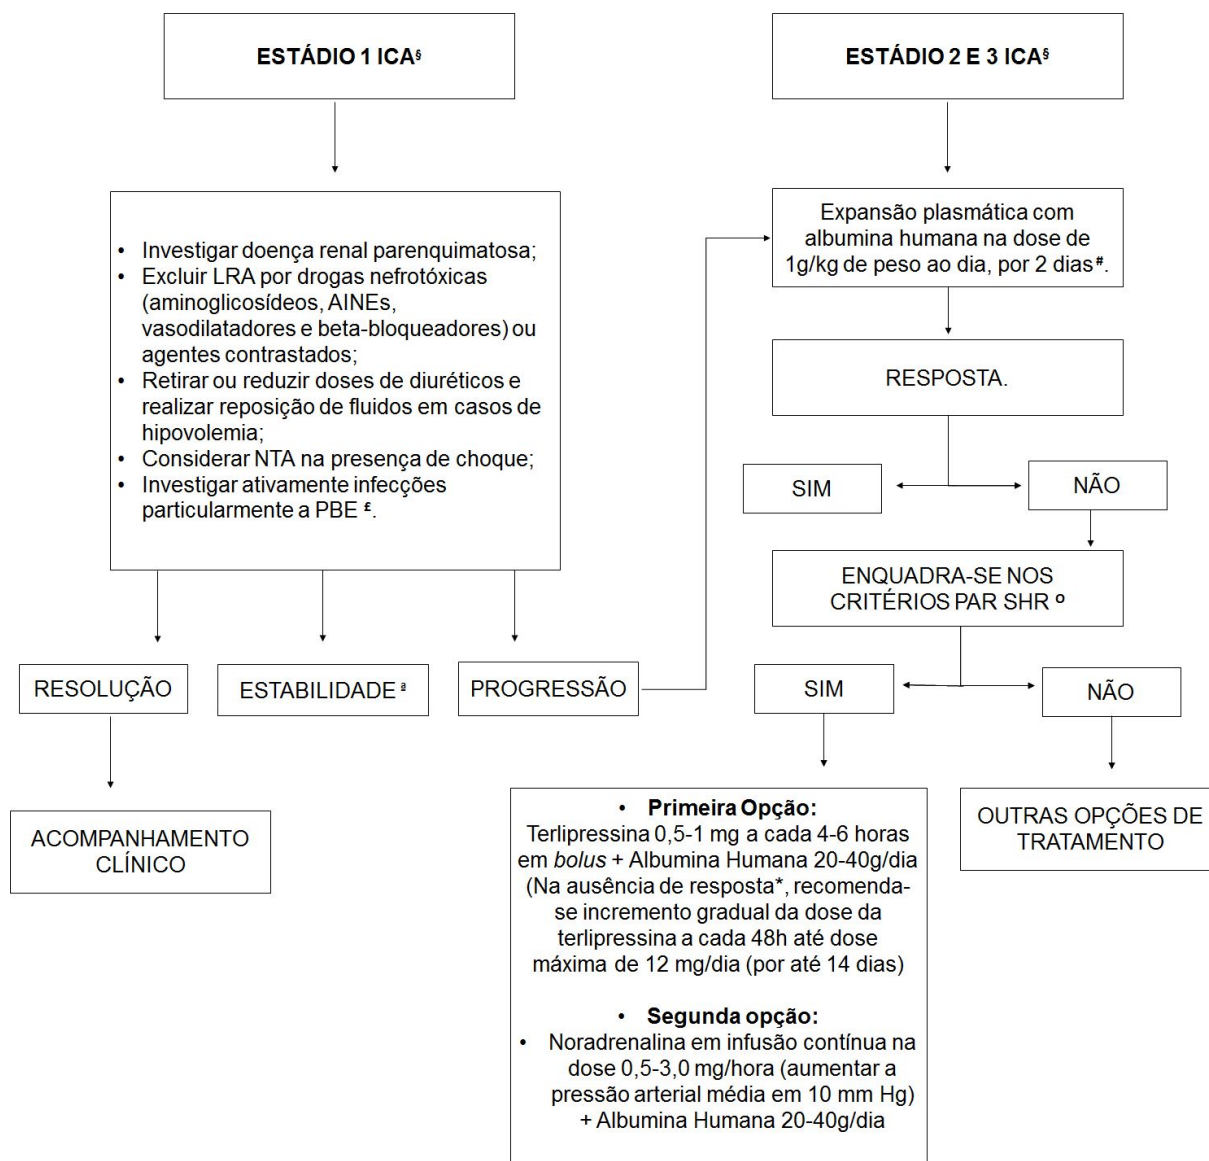 ESTÁDIO 1 ICA§
• Investigar doença renal parenquimatosa;
• Excluir LRA por drogas nefrotóxicas
(aminoglicosídeos, AINEs,
vasodilatadores e beta-bloqueadores) ou
agentes contrastados;
• Retirar ou reduzir doses de diuréticos e
realizar reposição de fluidos em casos de
hipovolemia;
• Considerar NTA na presença de choque;
• Investigar ativamente infecções
particularmente a PBE £.
RESOLUÇÃO
ESTABILIDADE ª
PROGRESSÃO
ACOMPANHAMENTO
CLÍNICO
ESTÁDIO 2 E 3 ICA§
Expansão plasmática com
albumina humana na dose de
1g/kg de peso ao dia, por 2 dias#.
RESPOSTA.
SIM
NÃO
ENQUADRA-SE NOS
CRITÉRIOS PAR SHR º
SIM
NÃO
• Primeira Opção:
Terlipressina 0,5-1 mg a cada 4-6 horas
em bolus + Albumina Humana 20-40g/dia
(Na ausência de resposta*, recomenda-
se incremento gradual da dose da
terlipressina a cada 48h até dose
máxima de 12 mg/dia (por até 14 dias)
• Segunda opção:
• Noradrenalina em infusão contínua na
dose 0,5-3,0 mg/hora (aumentar a
pressão arterial média em 10 mm Hg)
+ Albumina Humana 20-40g/dia
OUTRAS OPÇÕES DE
TRATAMENTO